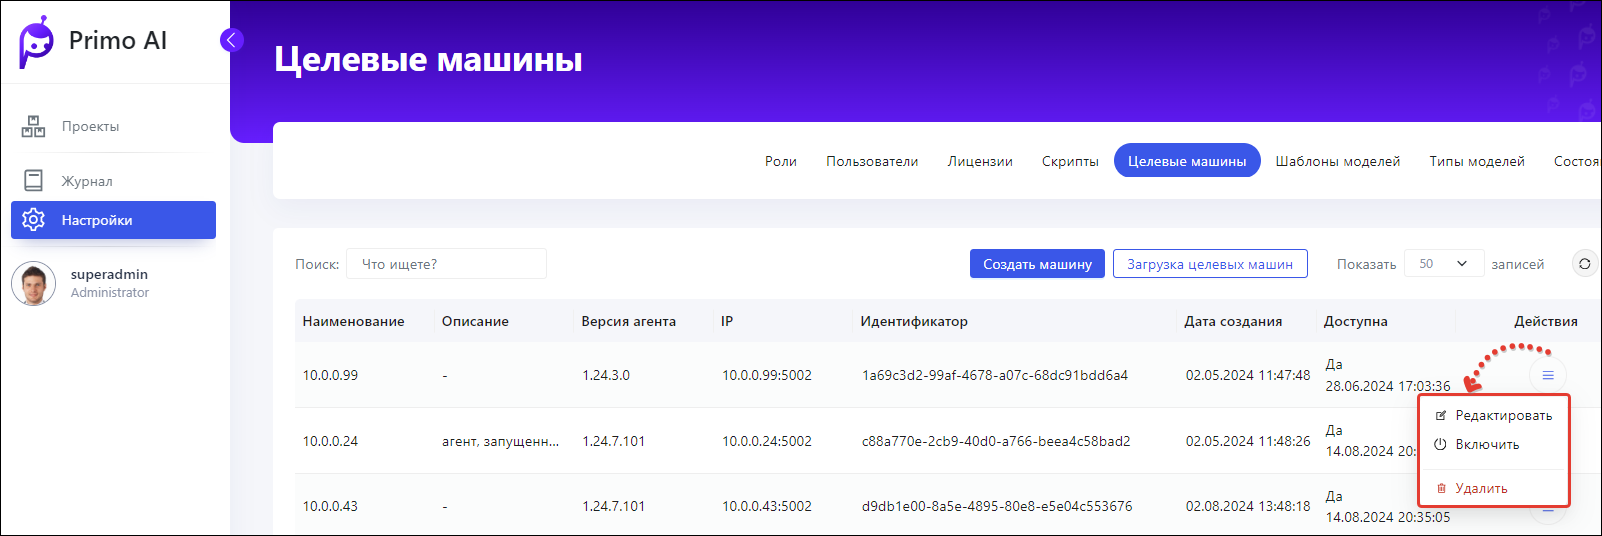 Primo AI
Целевые машины
Проекты
Журнал
Настройки
superadmin
Administrator
Роли Пользователи Лицензии Скрипты Целевые машины Шаблоны моделей Типы моделей Состоя
Поиск: Что ищете? Создать машину Загрузка целевых машин Показать 50 записей
Наименование Описание Версия агента IP Идентификатор Дата создания Доступна Действия
10.0.0.99 - 1.24.3.0 10.0.0.99:5002 1a69c3d2-99af-4678-a07c-68dc91bdd6a4 02.05.2024 11:47:48 Да
28.06.2024 17:03:36
10.0.0.24 агент, запущенн... 1.24.7.101 10.0.0.24:5002 c88a770e-2cb9-40d0-a766-beea4c58bad2 02.05.2024 11:48:26 Да
14.08.2024 20:
10.0.0.43 - 1.24.7.101 10.0.0.43:5002 d9db1e00-8a5e-4895-80e8-e5e04c553676 02.08.2024 13:48:18 Да
14.08.2024 20:35:05
Редактировать
Включить
Удалить